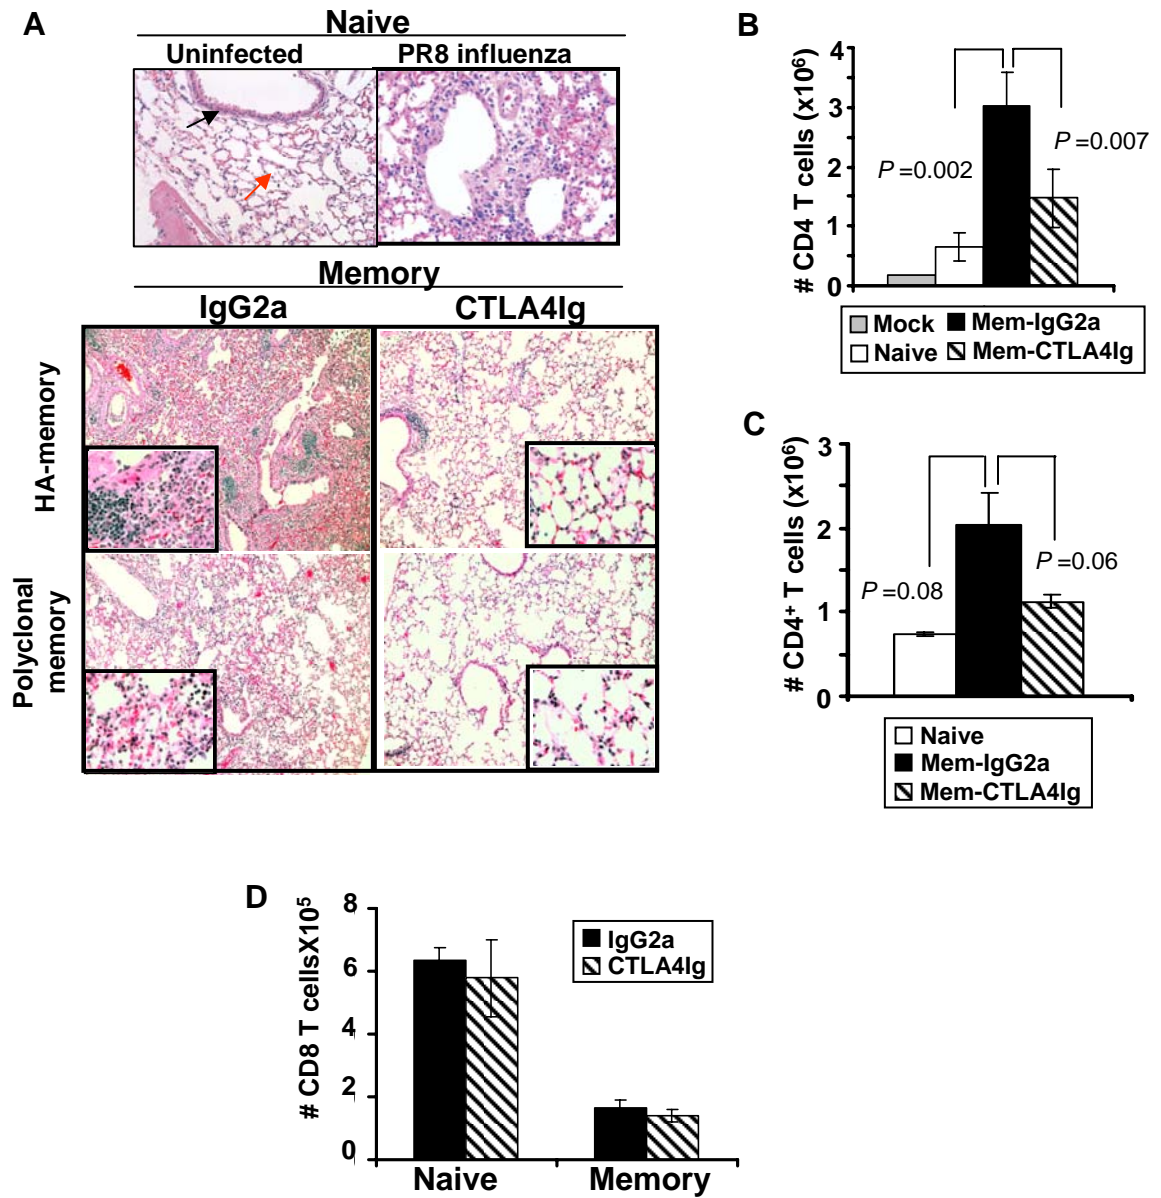 A
Naive
Uninfected
PR8 influenza
Memory
IgG2a
CTLA4Ig
HA-memory
Polyclonal
memory
B
# CD4 T cells (x10⁶)
4
3
2
1
0
P =0.002
P =0.007
Mock
Mem-IgG2a
Naive
Mem-CTLA4Ig
C
# CD4⁺ T cells (x10⁶)
3
2
1
0
P =0.08
P =0.06
Naive
Mem-IgG2a
Mem-CTLA4Ig
D
# CD8 T cellsX10⁵
8
6
4
2
0
IgG2a
CTLA4Ig
Naive
Memory